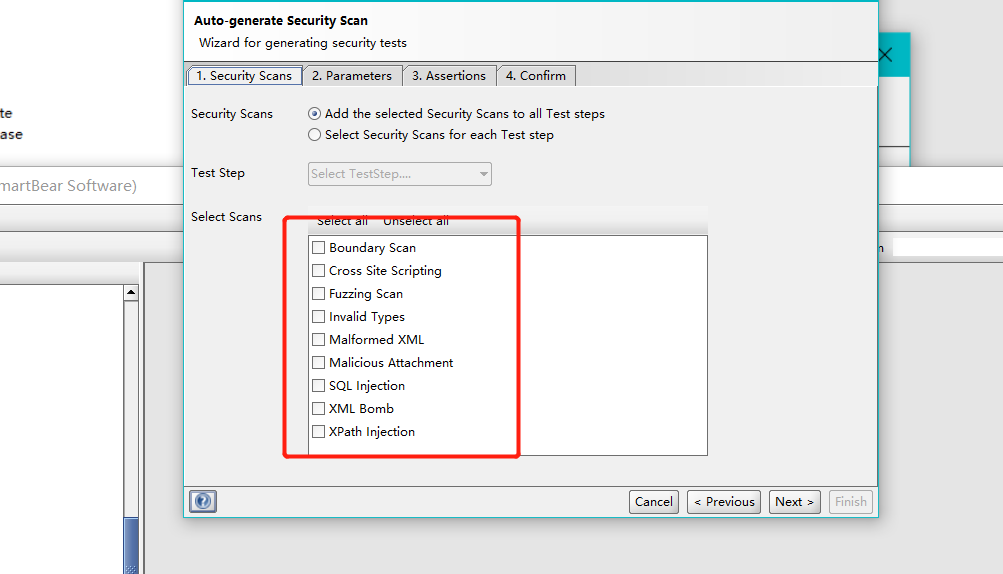 Auto-generate Security Scan
Wizard for generating security tests
te
ase
martBear Software)
1. Security Scans 2. Parameters 3. Assertions 4. Confirm
Security Scans
Add the selected Security Scans to all Test steps
Select Security Scans for each Test step
Test Step Select TestStep....
Select Scans
Select all Unselect all
Boundary Scan
Cross Site Scripting
Fuzzing Scan
Invalid Types
Malformed XML
Malicious Attachment
SQL Injection
XML Bomb
XPath Injection
n
Cancel < Previous Next > Finish